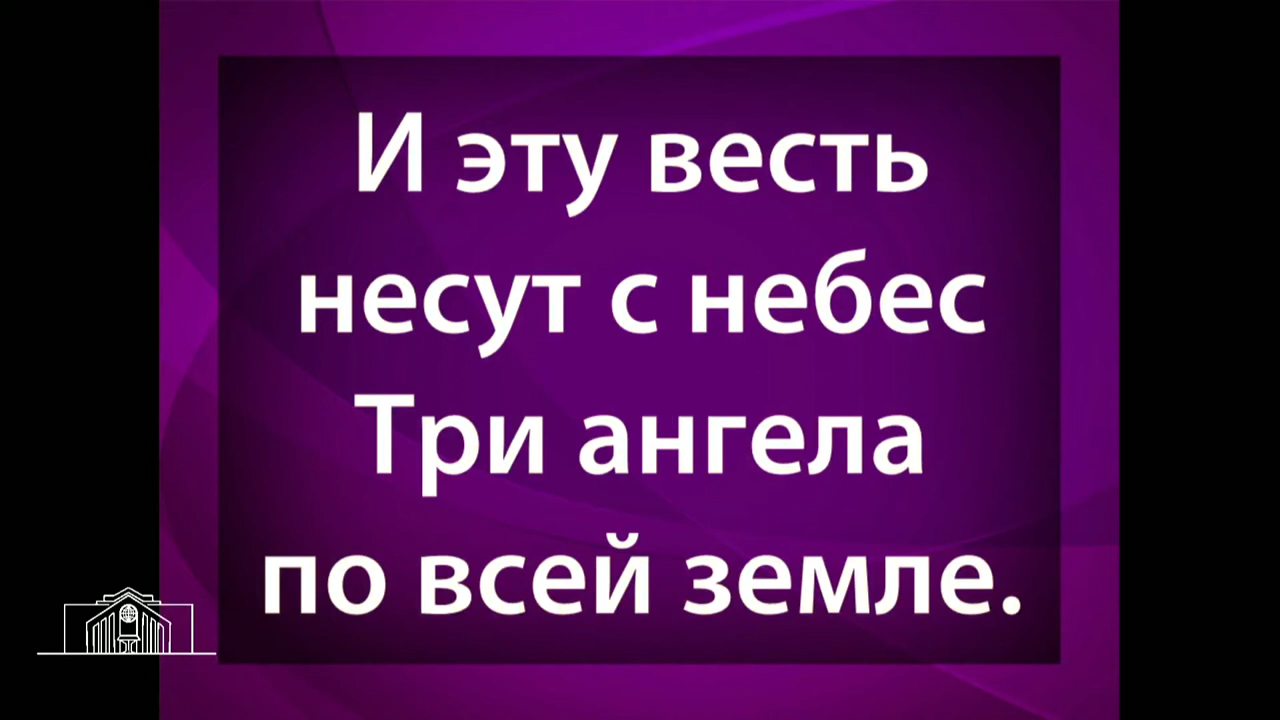 И эту весть
несут с небес
Три ангела
по всей земле.